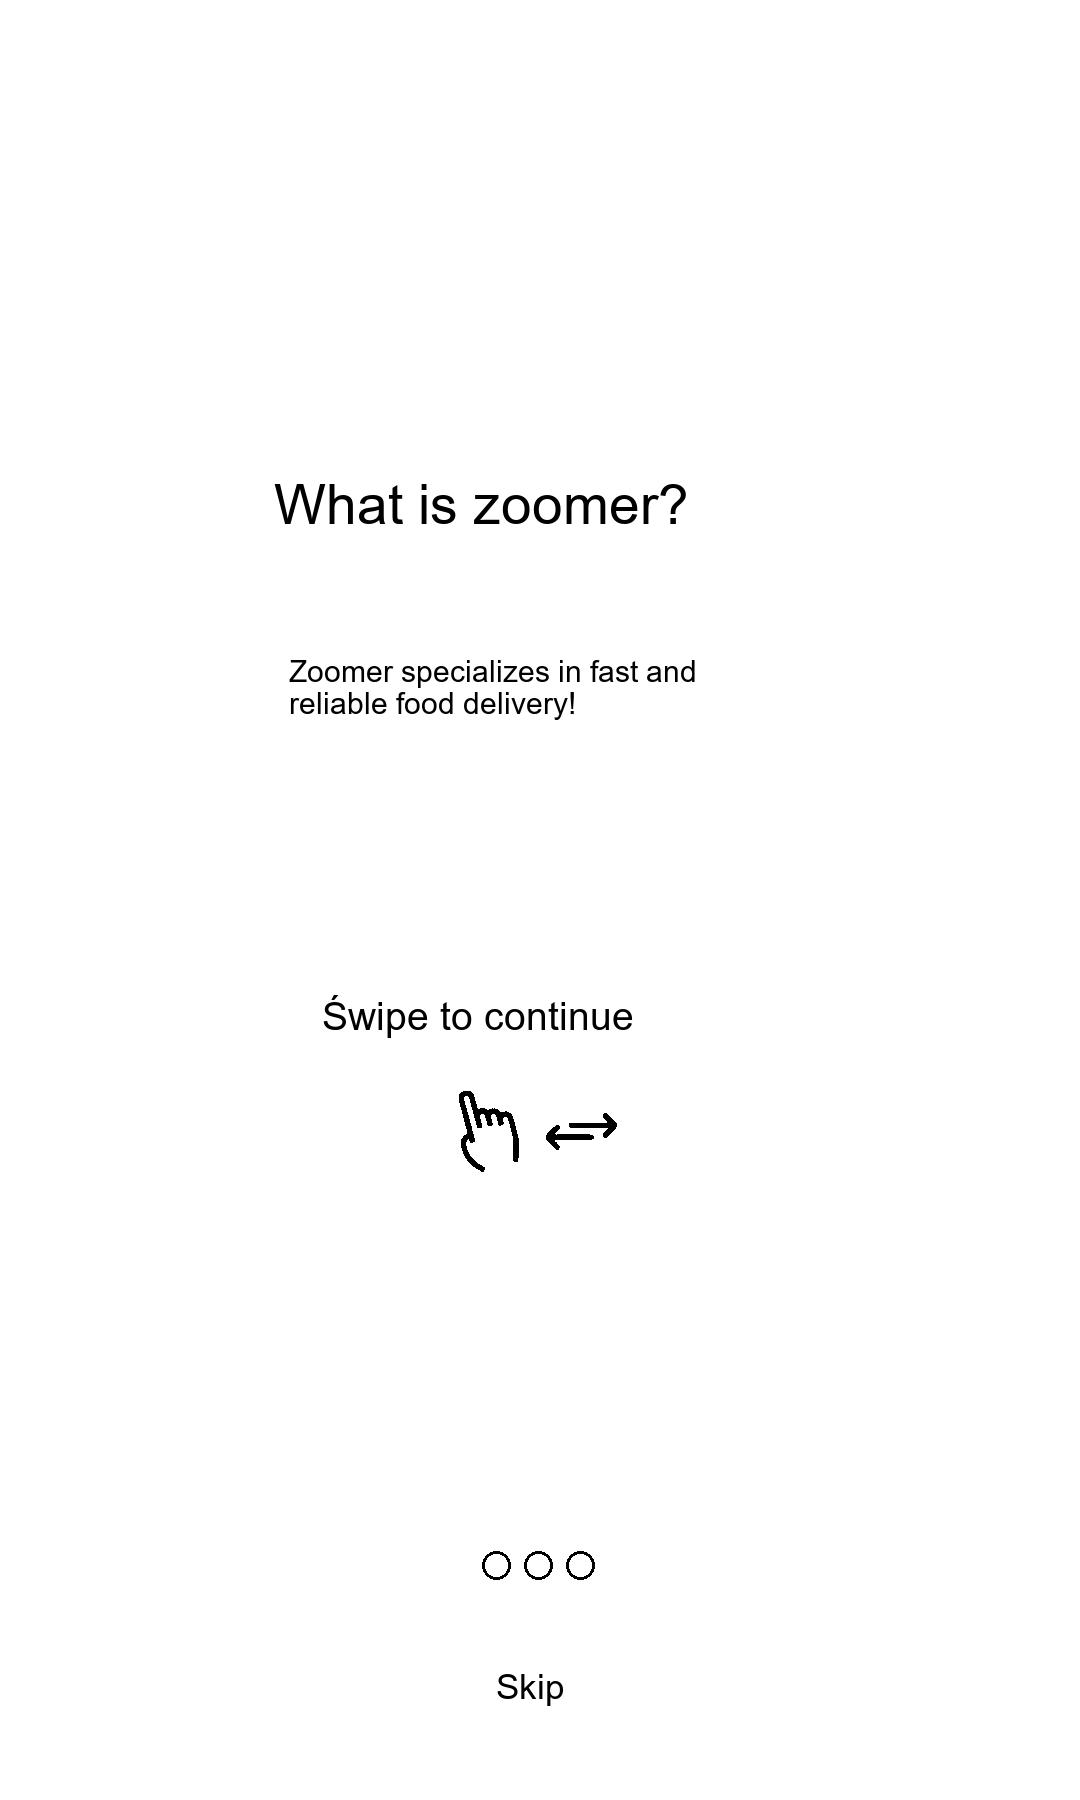 What is zoomer?
Zoomer specializes in fast and
reliable food delivery!
Świpe to continue
Skip